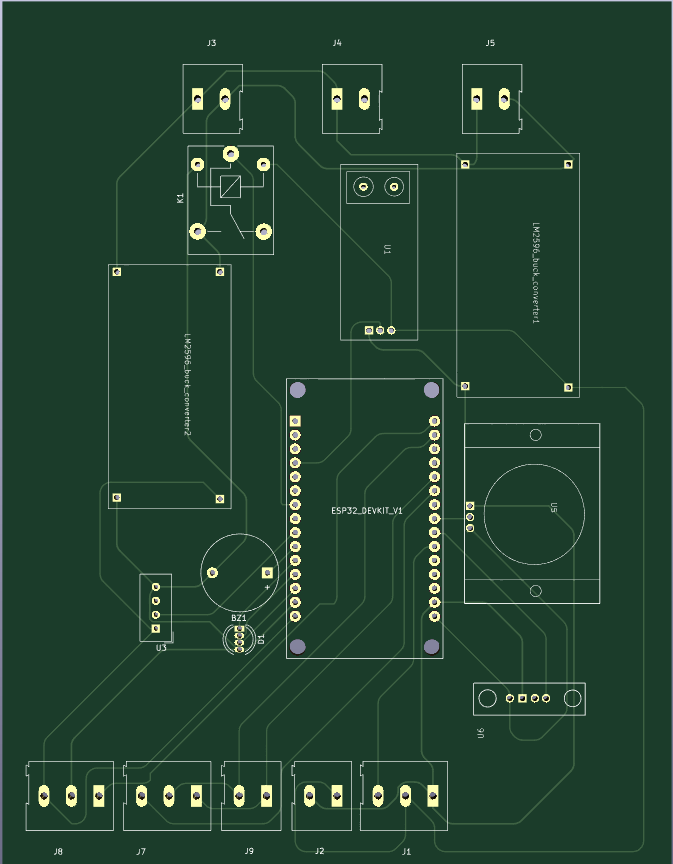 J3
J4
J5
K1
U1
LM2596_buck_converter1
LM2596_buck_converter2
ESP32_DEVKIT_V1
U5
+
BZ1
D1
U3
U6
J8
J7
J9
J2
J1